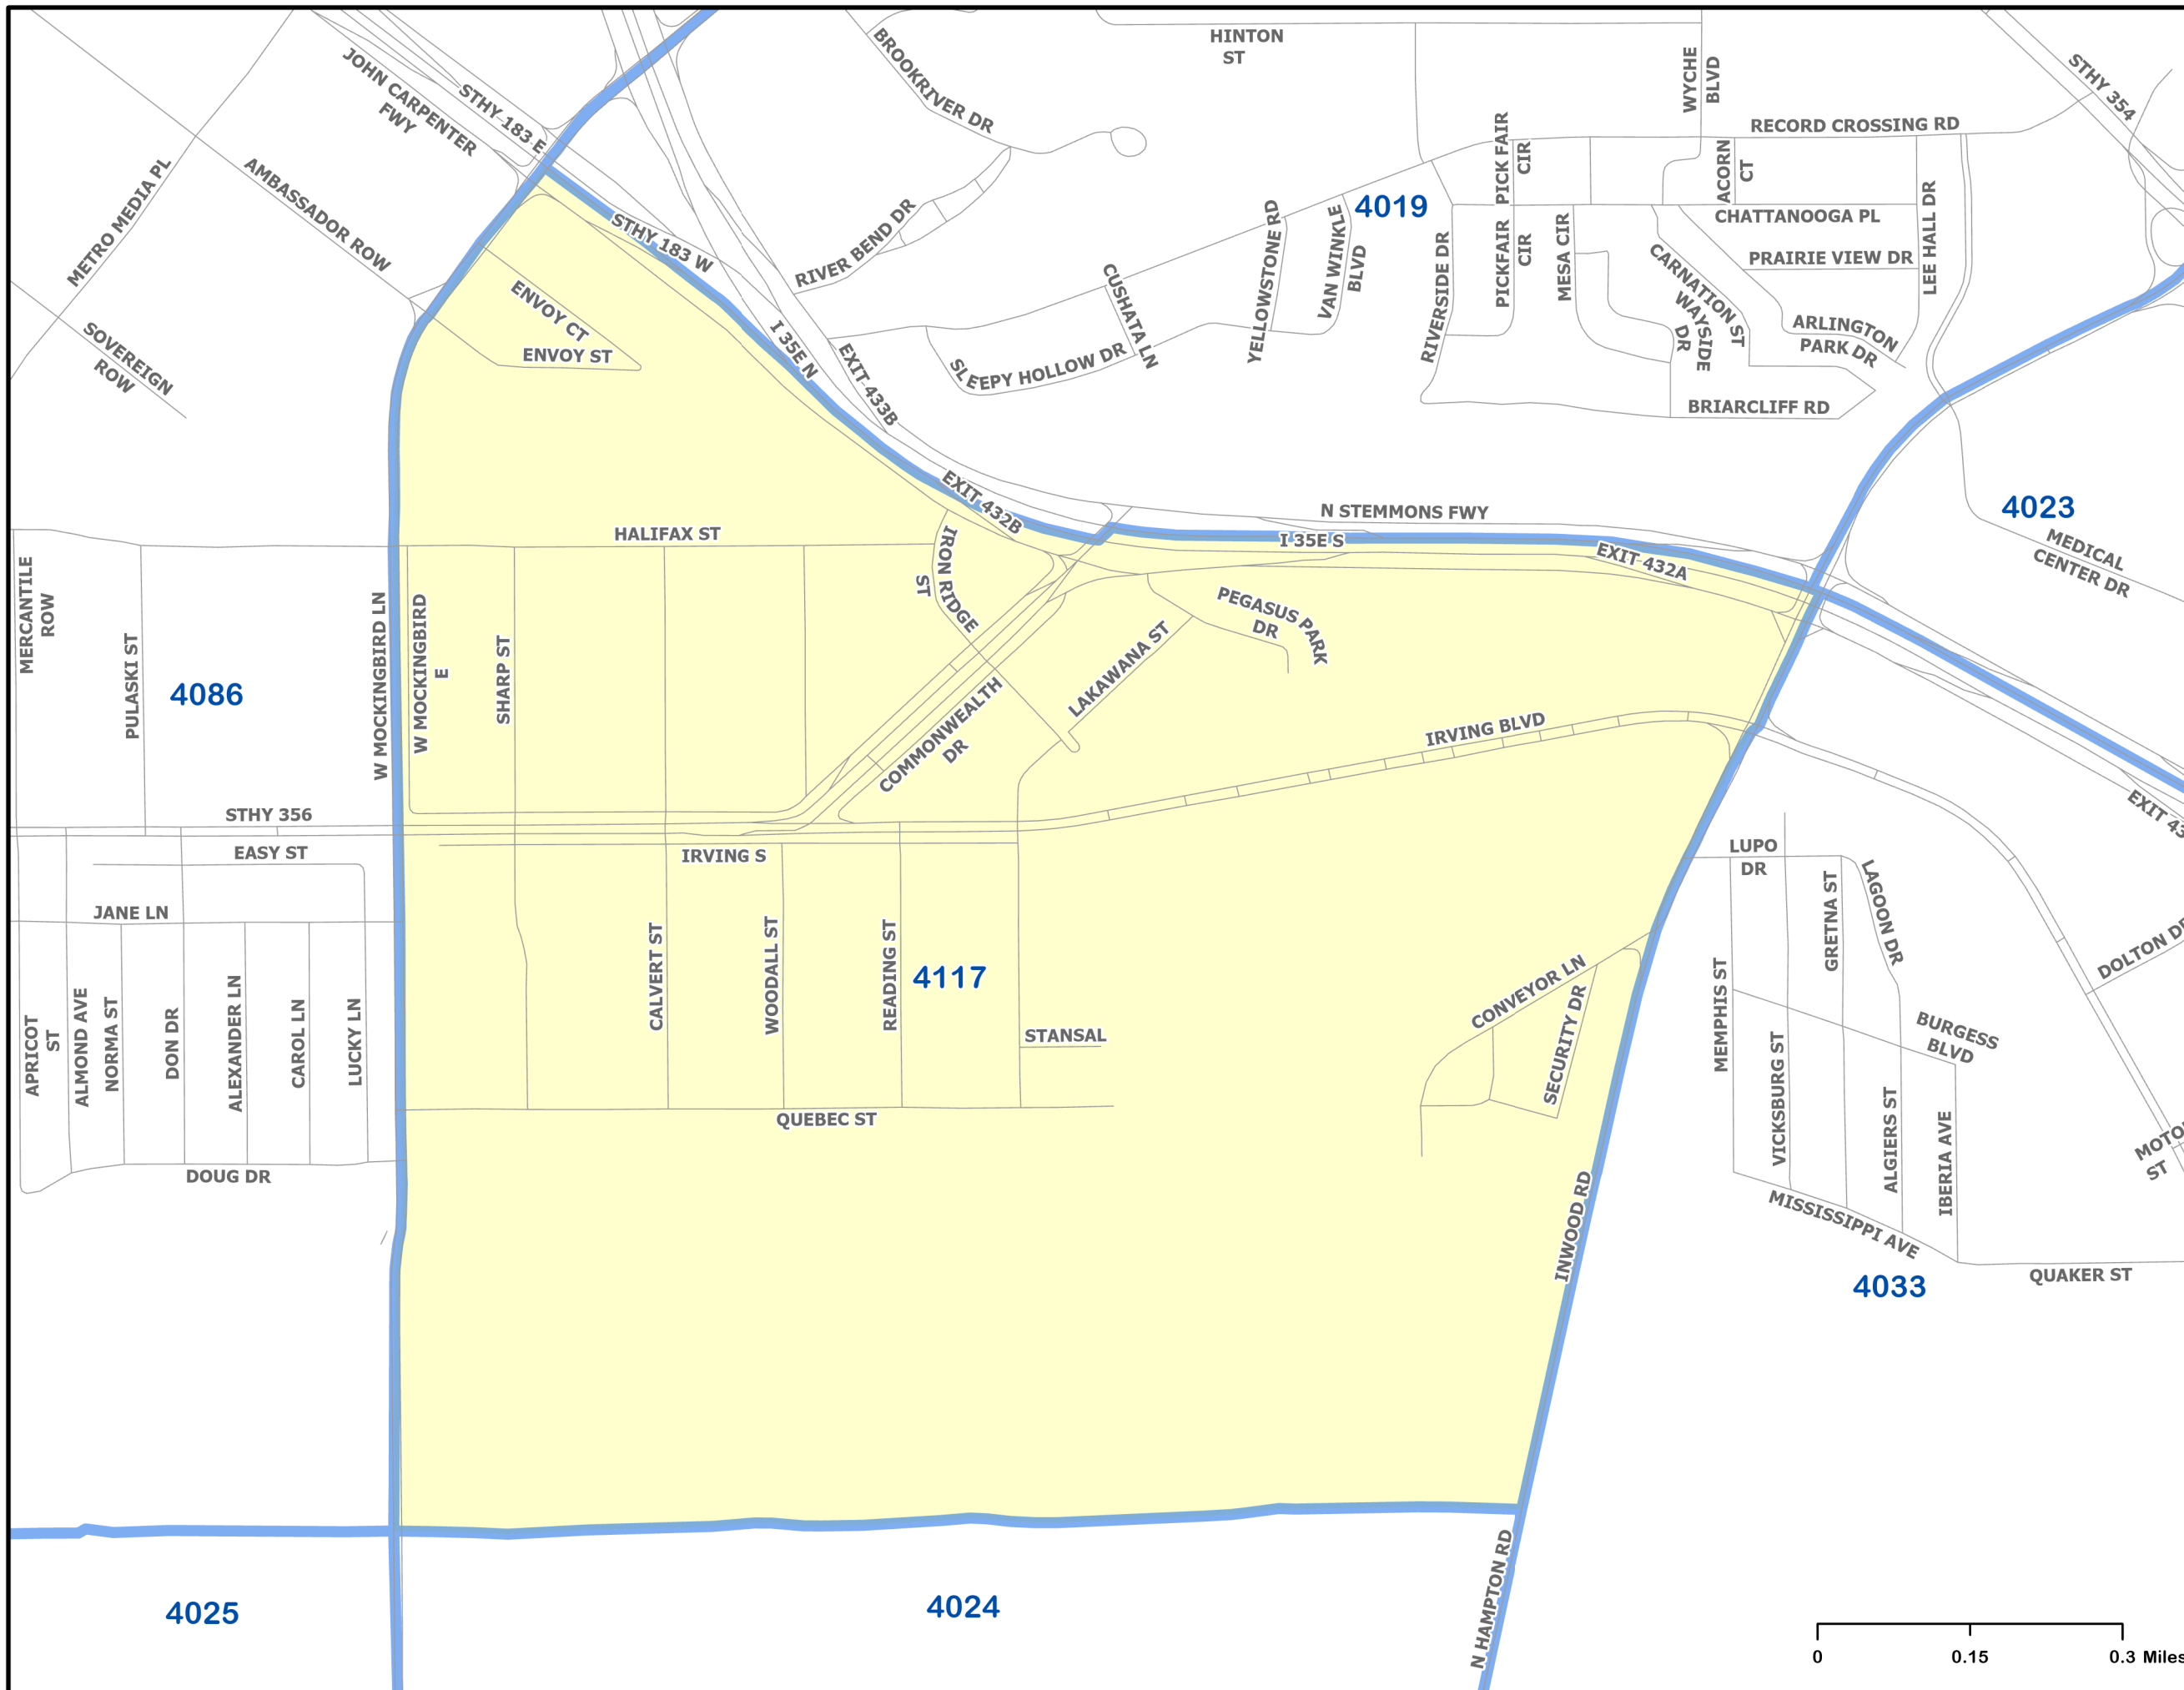 HINTON
ST
BROOKRIVER DR
JOHN CARPENTER
FWY
STHY 183 E
WYCHE
BLVD
STHY 354
RECORD CROSSING RD
METRO MEDIA PL
AMBASSADOR ROW
PICK FAIR
CIR
ACORN
CT
4019
STHY 183 W
RIVER BEND DR
CHATTANOOGA PL
LEE HALL DR
YELLOWSTONE RD
VAN WINKLE
BLVD
RIVERSIDE DR
PICKFAIR
CIR
MESA CIR
PRAIRIE VIEW DR
CARNATION ST
WAYSIDE
DR
CUSHATA LN
ENVOY CT
ENVOY ST
SOVEREIGN
ROW
I 35E N
EXIT 433B
SLEEPY HOLLOW DR
ARLINGTON
PARK DR
BRIARCLIFF RD
EXIT 432B
N STEMMONS FWY
4023
I 35E S
HALIFAX ST
EXIT 432A
MEDICAL
CENTER DR
IRON RIDGE
ST
MERCANTILE
ROW
PULASKI ST
W MOCKINGBIRD LN
W MOCKINGBIRD
E
SHARP ST
PEGASUS PARK
DR
LAKAWANA ST
4086
COMMONWEALTH
DR
IRVING BLVD
STHY 356
EXIT 43
EASY ST
IRVING S
LUPO
DR
LAGOON DR
GRETNA ST
JANE LN
CALVERT ST
WOODALL ST
READING ST
4117
CONVEYOR LN
SECURITY DR
DOLTON DR
MEMPHIS ST
STANSAL
BURGESS
BLVD
APRICOT
ST
ALMOND AVE
NORMA ST
DON DR
ALEXANDER LN
CAROL LN
LUCKY LN
VICKSBURG ST
QUEBEC ST
ALGIERS ST
IBERIA AVE
MOTO
ST
DOUG DR
INWOOD RD
MISSISSIPPI AVE
4033
QUAKER ST
4025
4024
N HAMPTON RD
0
0.15
0.3 Miles